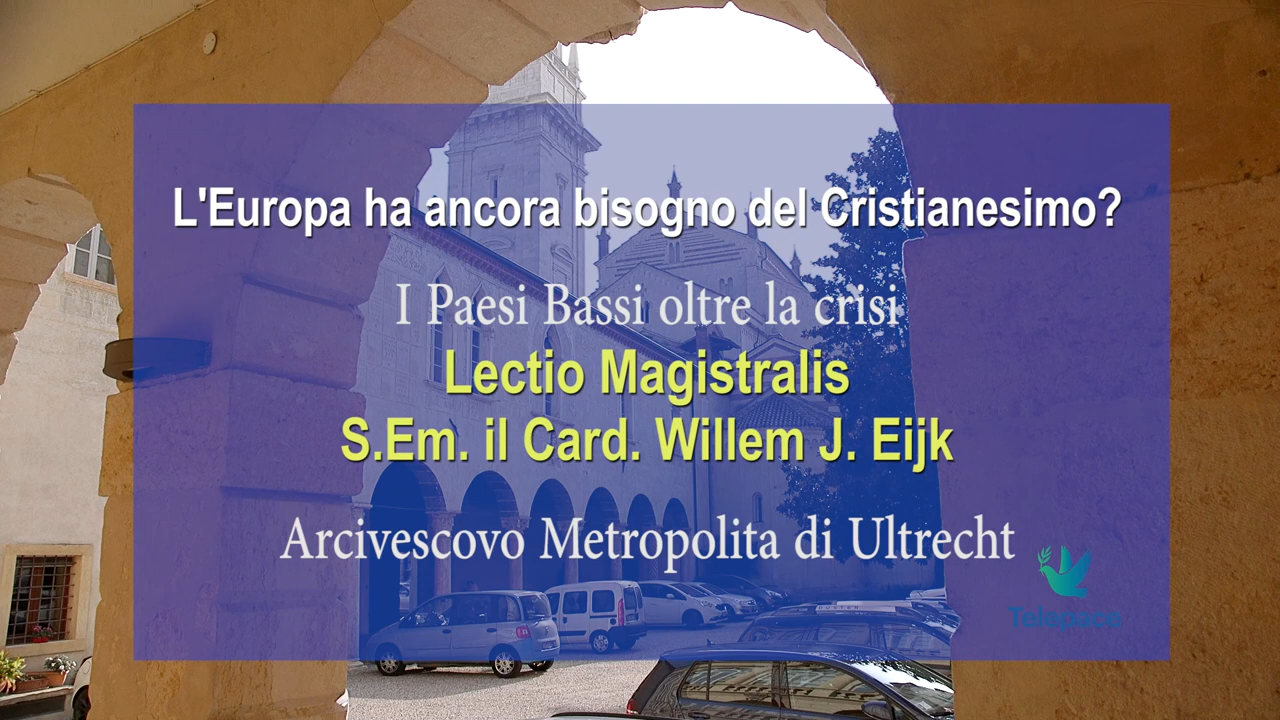 L'Europa ha ancora bisogno del Cristianesimo?
I Paesi Bassi oltre la crisi
Lectio Magistralis
S.Em. il Card. Willem J. Eijk
Arcivescovo Metropolita di Ultrecht
Telepace